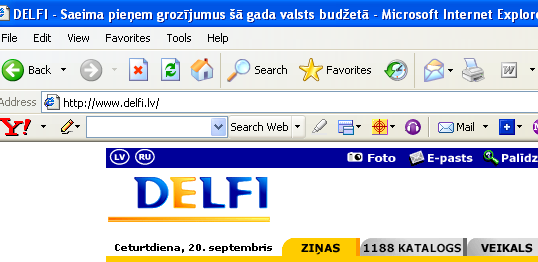 DELFI - Saeima pieņem grozījumus šā gada valsts budžetā - Microsoft Internet Explore
File Edit View Favorites Tools Help
Back Search Favorites W
Address http://www.delfi.lv/
Y! Search Web Mail
LV RU Foto E-pasts Palīdz
DELFI
Ceturtdiena, 20. septembris ZIŅAS 1188 KATALOGS VEIKALS